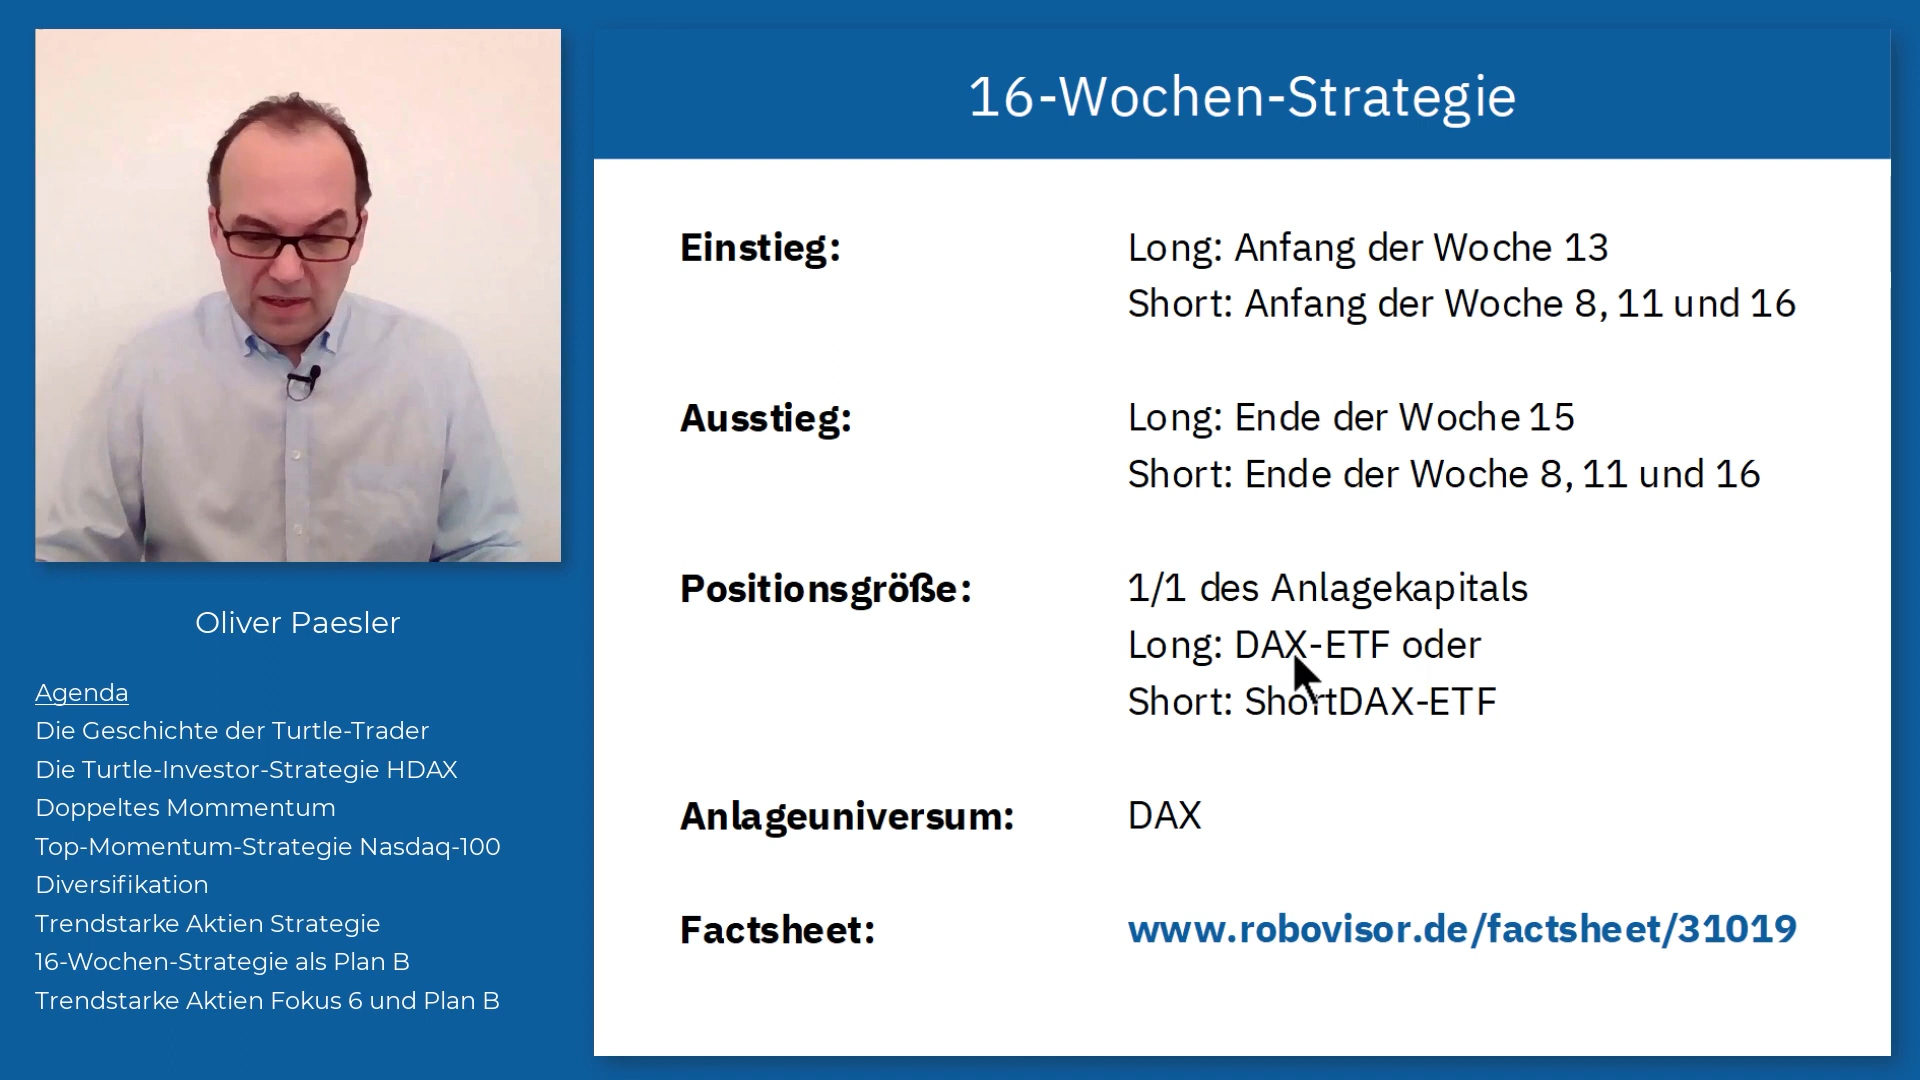 16-Wochen-Strategie
Einstieg: Long: Anfang der Woche 13
Short: Anfang der Woche 8, 11 und 16
Ausstieg: Long: Ende der Woche 15
Short: Ende der Woche 8, 11 und 16
Positionsgröße: 1/1 des Anlagekapitals
Long: DAX-ETF oder
Short: ShortDAX-ETF
Anlageuniversum: DAX
Factsheet: www.robovisor.de/factsheet/31019
Oliver Paesler
Agenda
Die Geschichte der Turtle-Trader
Die Turtle-Investor-Strategie HDAX
Doppeltes Mommentum
Top-Momentum-Strategie Nasdaq-100
Diversifikation
Trendstarke Aktien Strategie
16-Wochen-Strategie als Plan B
Trendstarke Aktien Fokus 6 und Plan B